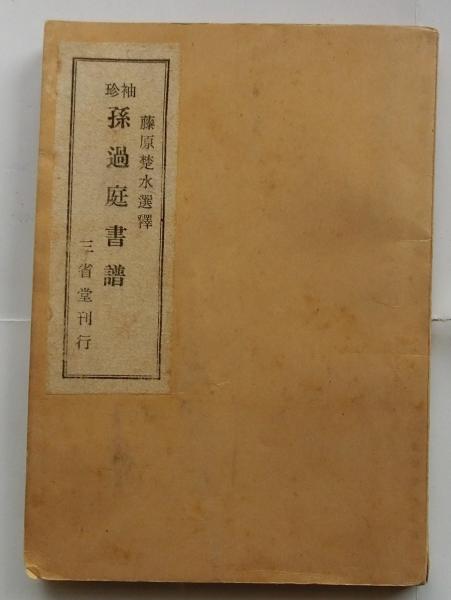 藤原楚水選釋
袖珍
孫過庭書譜
三省堂刊行